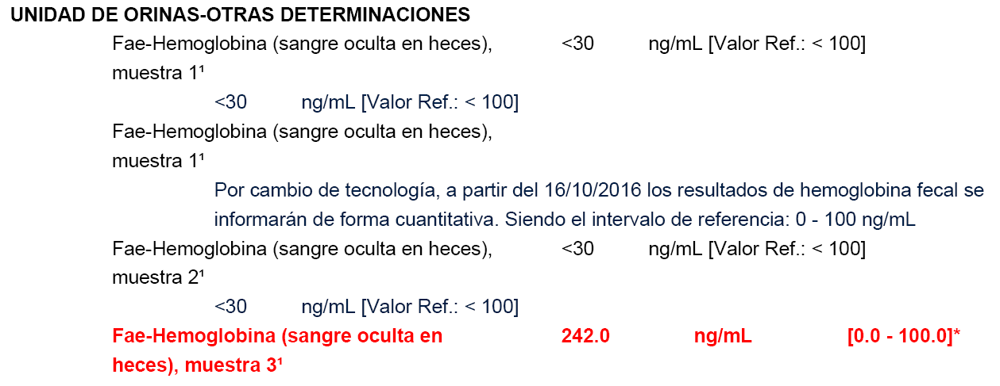 UNIDAD DE ORINAS-OTRAS DETERMINACIONES
Fae-Hemoglobina (sangre oculta en heces), <30 ng/mL [Valor Ref.: < 100]
muestra 1¹
<30 ng/mL [Valor Ref.: < 100]
Fae-Hemoglobina (sangre oculta en heces),
muestra 1¹
Por cambio de tecnología, a partir del 16/10/2016 los resultados de hemoglobina fecal se
informarán de forma cuantitativa. Siendo el intervalo de referencia: 0 - 100 ng/mL
Fae-Hemoglobina (sangre oculta en heces), <30 ng/mL [Valor Ref.: < 100]
muestra 2¹
<30 ng/mL [Valor Ref.: < 100]
Fae-Hemoglobina (sangre oculta en 242.0 ng/mL [0.0 - 100.0]*
heces), muestra 3¹